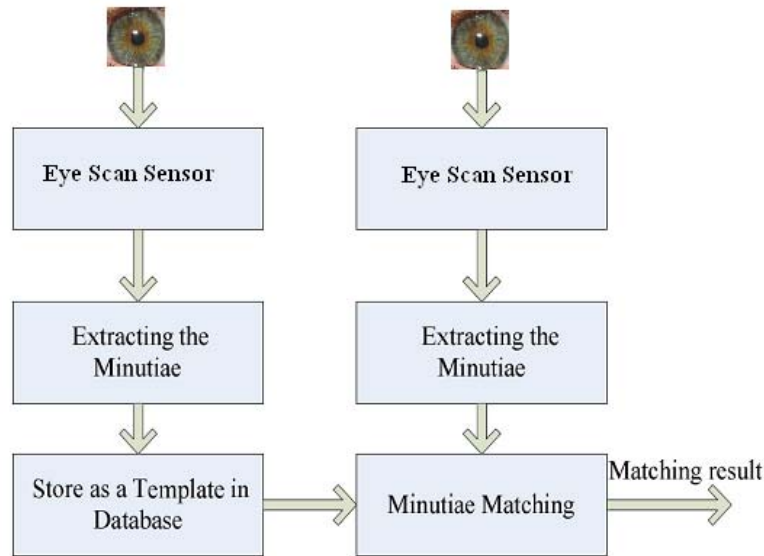 Eye Scan Sensor
Eye Scan Sensor
Extracting the
Minutiae
Extracting the
Minutiae
Store as a Template in
Database
Minutiae Matching
Matching result